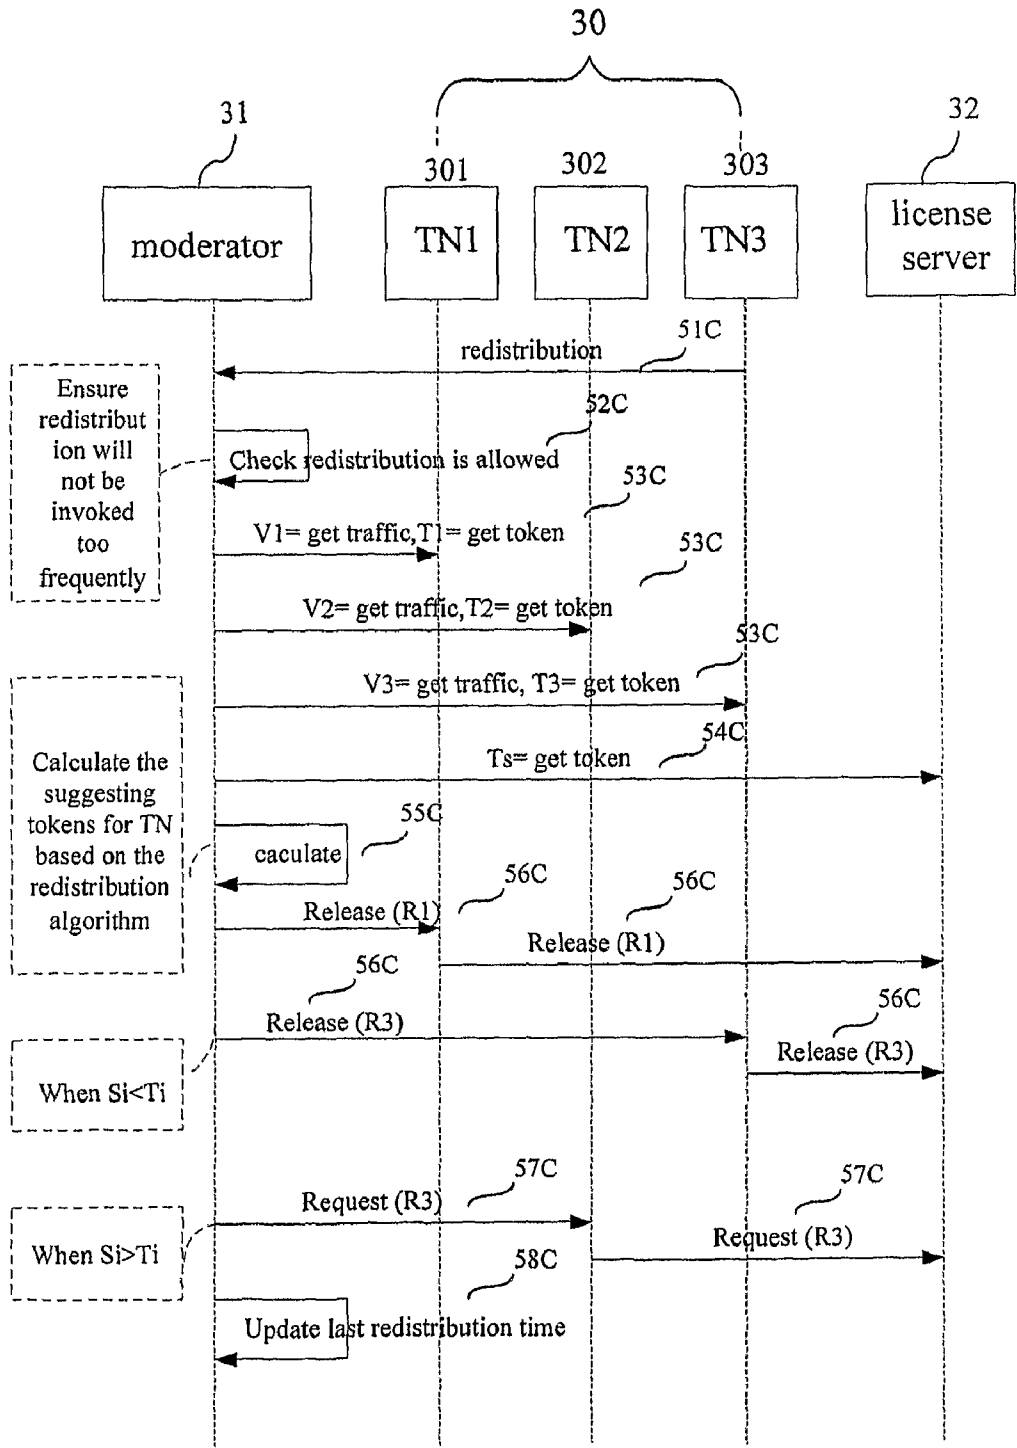 30
31
32
301
302
303
moderator
TN1
TN2
TN3
license
server
51C
redistribution
Ensure
redistribut
ion will
not be
invoked
too
frequently
52C
Check redistribution is allowed
53C
V1= get traffic,T1= get token
53C
V2= get traffic,T2= get token
53C
V3= get traffic, T3= get token
54C
Ts= get token
Calculate the
suggesting
tokens for TN
based on the
redistribution
algorithm
55C
caculate
56C
Release (R1)
56C
Release (R1)
56C
Release (R3)
56C
Release (R3)
When Si<Ti
57C
Request (R3)
57C
Request (R3)
When Si>Ti
58C
Update last redistribution time